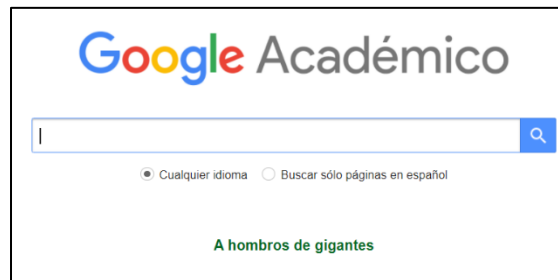 Google Académico
Cualquier idioma Buscar sólo páginas en español
A hombros de gigantes